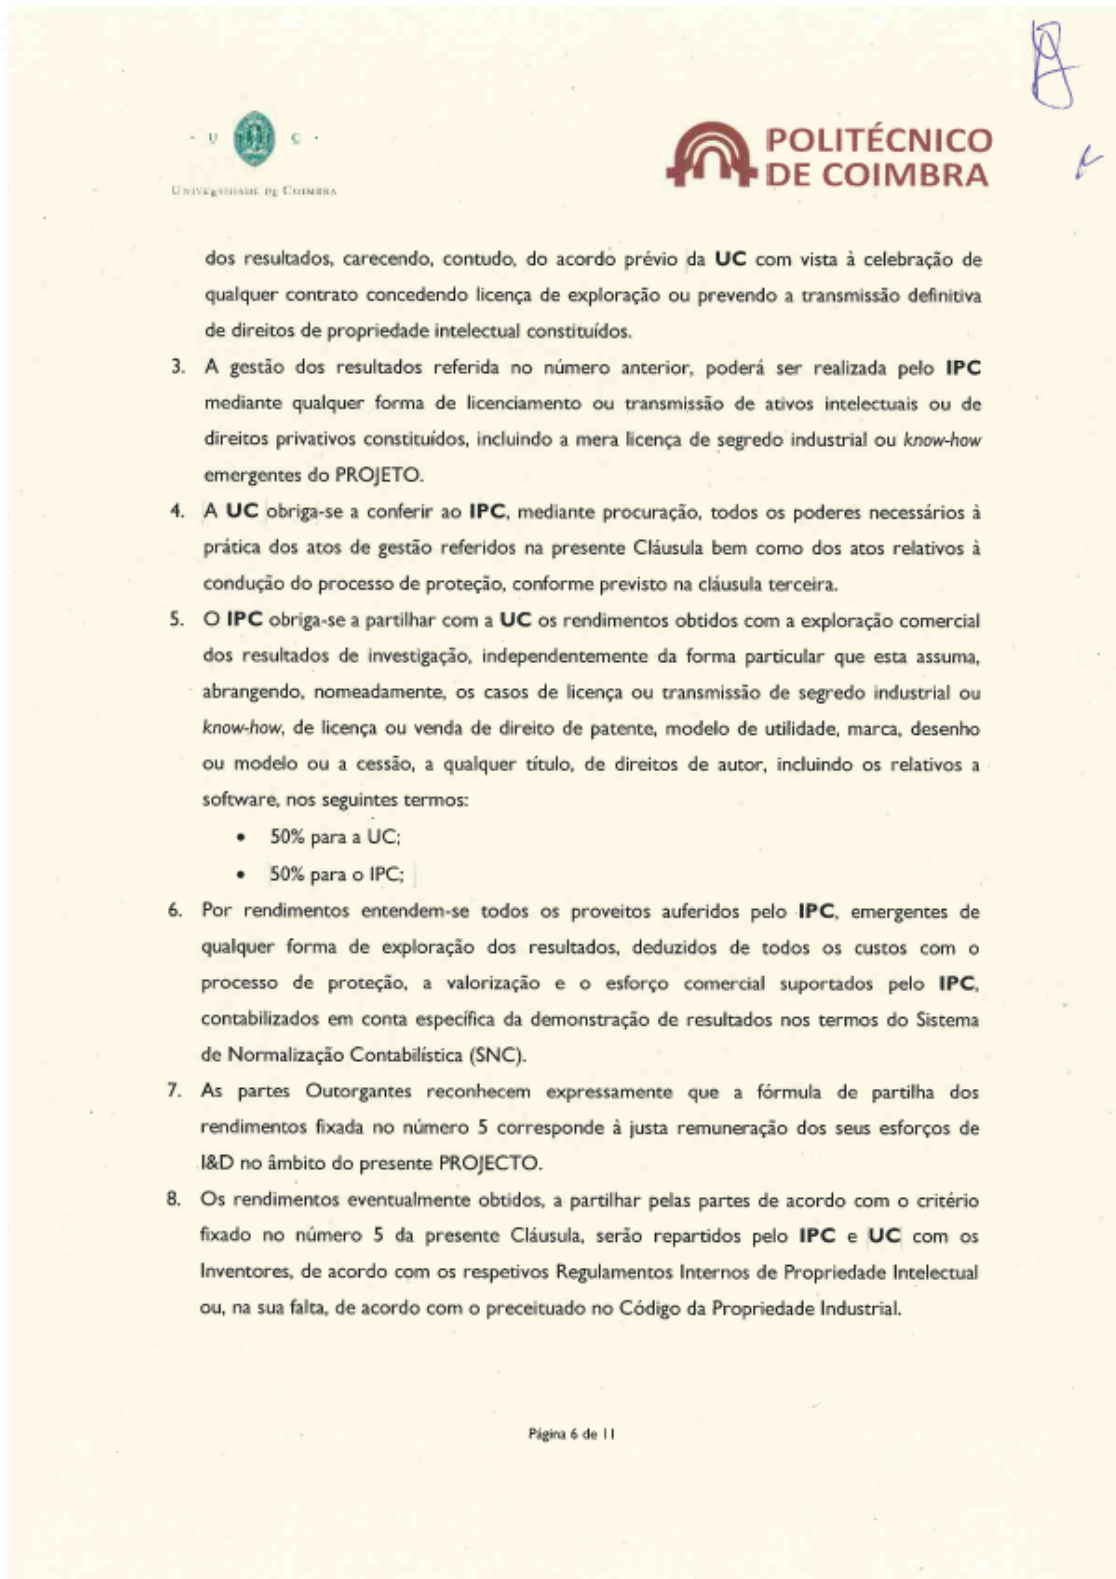 · U C ·
UNIVERSIDADE DE COIMBRA
POLITÉCNICO
DE COIMBRA
dos resultados, carecendo, contudo, do acordo prévio da UC com vista à celebração de
qualquer contrato concedendo licença de exploração ou prevendo a transmissão definitiva
de direitos de propriedade intelectual constituídos.
3. A gestão dos resultados referida no número anterior, poderá ser realizada pelo IPC
mediante qualquer forma de licenciamento ou transmissão de ativos intelectuais ou de
direitos privativos constituídos, incluindo a mera licença de segredo industrial ou know-how
emergentes do PROJETO.
4. A UC obriga-se a conferir ao IPC, mediante procuração, todos os poderes necessários à
prática dos atos de gestão referidos na presente Cláusula bem como dos atos relativos à
condução do processo de proteção, conforme previsto na cláusula terceira.
5. O IPC obriga-se a partilhar com a UC os rendimentos obtidos com a exploração comercial
dos resultados de investigação, independentemente da forma particular que esta assuma,
abrangendo, nomeadamente, os casos de licença ou transmissão de segredo industrial ou
know-how, de licença ou venda de direito de patente, modelo de utilidade, marca, desenho
ou modelo ou a cessão, a qualquer título, de direitos de autor, incluindo os relativos a
software, nos seguintes termos:
• 50% para a UC;
• 50% para o IPC;
6. Por rendimentos entendem-se todos os proveitos auferidos pelo IPC, emergentes de
qualquer forma de exploração dos resultados, deduzidos de todos os custos com o
processo de proteção, a valorização e o esforço comercial suportados pelo IPC,
contabilizados em conta específica da demonstração de resultados nos termos do Sistema
de Normalização Contabilística (SNC).
7. As partes Outorgantes reconhecem expressamente que a fórmula de partilha dos
rendimentos fixada no número 5 corresponde à justa remuneração dos seus esforços de
I&D no âmbito do presente PROJECTO.
8. Os rendimentos eventualmente obtidos, a partilhar pelas partes de acordo com o critério
fixado no número 5 da presente Cláusula, serão repartidos pelo IPC e UC com os
Inventores, de acordo com os respetivos Regulamentos Internos de Propriedade Intelectual
ou, na sua falta, de acordo com o preceituado no Código da Propriedade Industrial.
Página 6 de 11